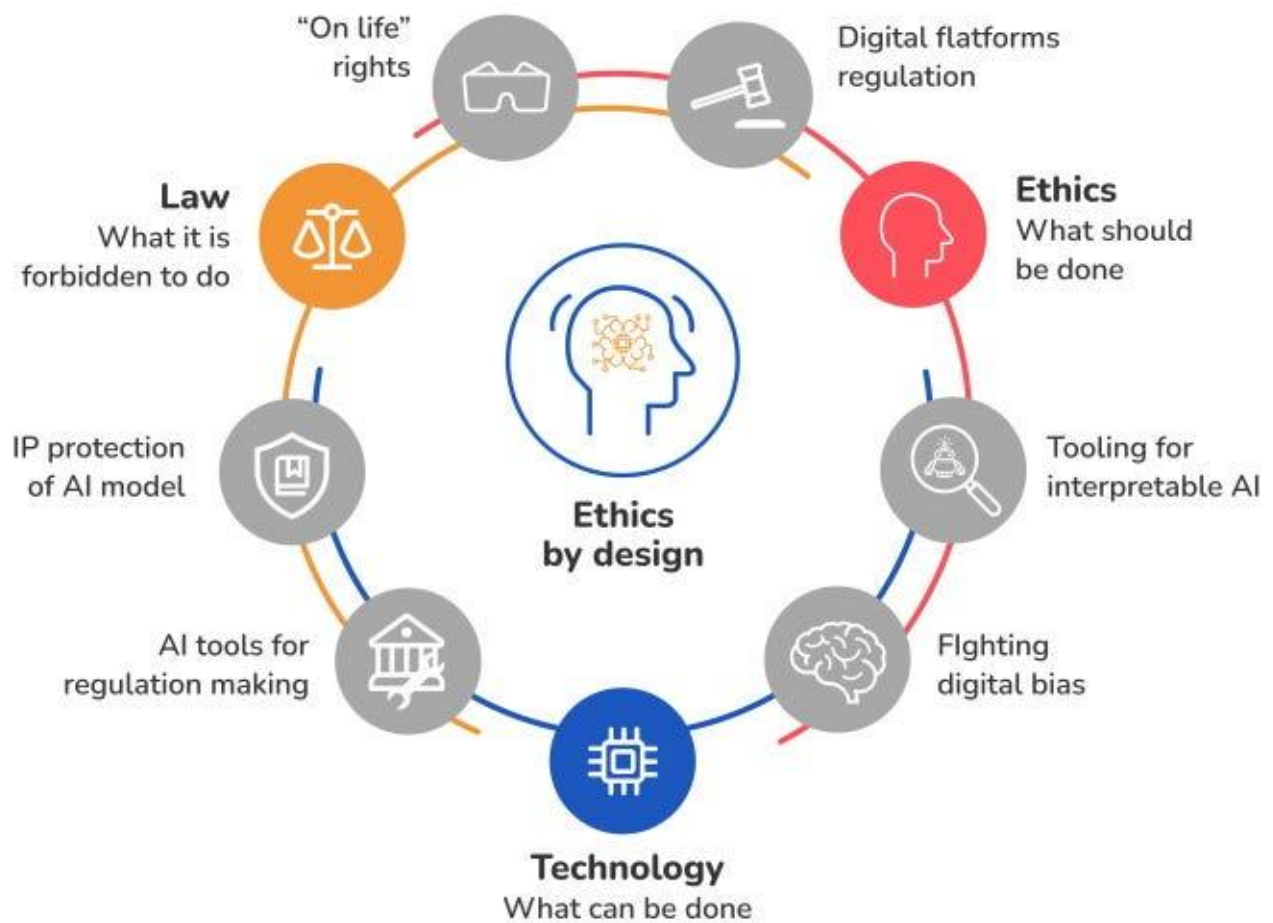 “On life”
rights
Digital flatforms
regulation
Law
What it is
forbidden to do
Ethics
What should
be done
IP protection
of AI model
Ethics
by design
Tooling for
interpretable AI
AI tools for
regulation making
FIghting
digital bias
Technology
What can be done